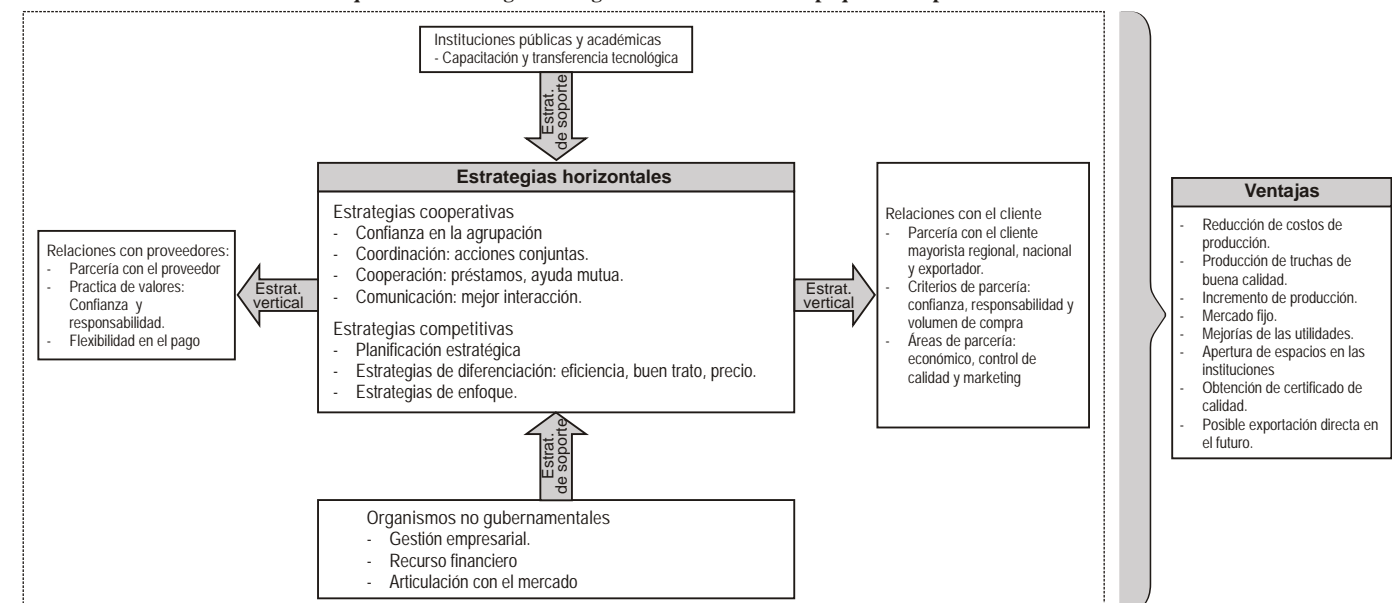 Instituciones públicas y académicas
- Capacitación y transferencia tecnológica
Estrat.
de soporte
Estrategias horizontales
Estrategias cooperativas
- Confianza en la agrupación
- Coordinación: acciones conjuntas.
- Cooperación: préstamos, ayuda mutua.
- Comunicación: mejor interacción.
Estrategias competitivas
- Planificación estratégica
- Estrategias de diferenciación: eficiencia, buen trato, precio.
- Estrategias de enfoque.
Relaciones con proveedores:
- Parcería con el proveedor
- Practica de valores:
Confianza y
responsabilidad.
- Flexibilidad en el pago
Estrat.
vertical
Estrat.
vertical
Relaciones con el cliente
- Parcería con el cliente
mayorista regional, nacional
y exportador.
- Criterios de parcería:
confianza, responsabilidad y
volumen de compra
- Áreas de parcería:
económico, control de
calidad y marketing
Estrat.
de soporte
Organismos no gubernamentales
- Gestión empresarial.
- Recurso financiero
- Articulación con el mercado
Ventajas
- Reducción de costos de
producción.
- Producción de truchas de
buena calidad.
- Incremento de producción.
- Mercado fijo.
- Mejorías de las utilidades.
- Apertura de espacios en las
instituciones
- Obtención de certificado de
calidad.
- Posible exportación directa en
el futuro.